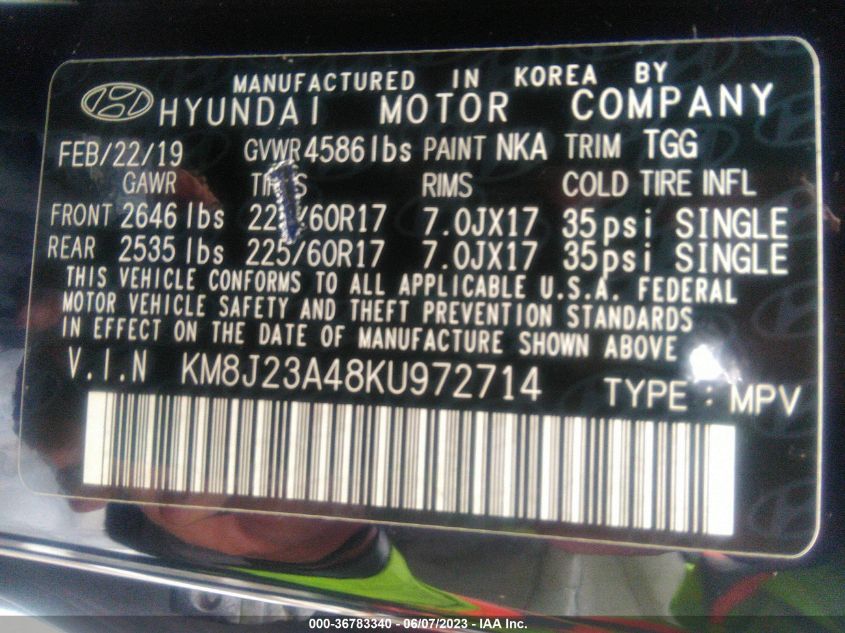 MANUFACTURED IN KOREA BY
HYUNDAI MOTOR COMPANY
FEB/22/19 GVWR 4586lbs PAINT NKA TRIM TGG
GAWR RIMS COLD TIRE INFL
FRONT 2646 lbs 7.0JX17 35psi SINGLE
REAR 2535 lbs 225/60R17 7.0JX17 35psi SINGLE
THIS VEHICLE CONFORMS TO ALL APPLICABLE U.S.A. FEDERAL
MOTOR VEHICLE SAFETY AND THEFT PREVENTION STANDARDS
IN EFFECT ON THE DATE OF MANUFACTURE SHOWN ABOVE
V.I.N KM8J23A48KU972714 TYPE : MPV
000-36783340 - 06/07/2023 - IAA Inc.